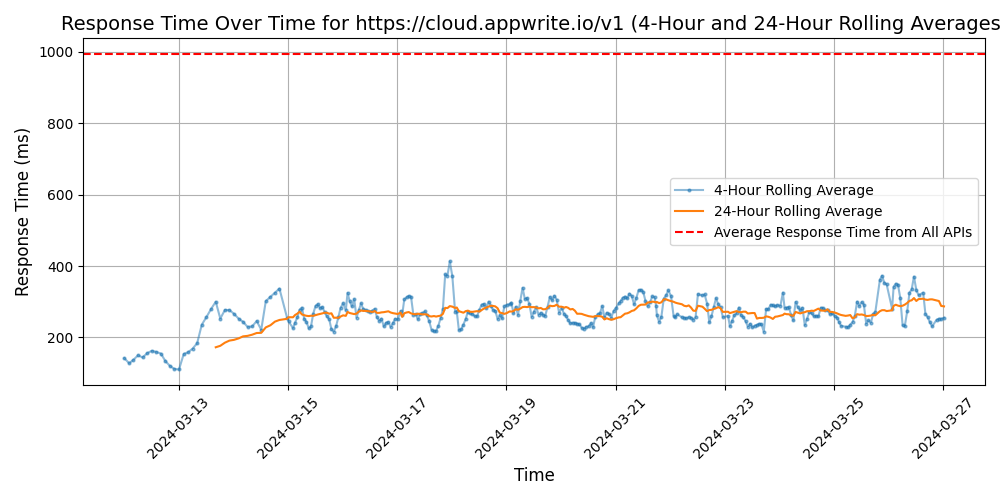 Response Time Over Time for https://cloud.appwrite.io/v1 (4-Hour and 24-Hour Rolling Averages
Response Time (ms)
1000
800
600
400
200
4-Hour Rolling Average
24-Hour Rolling Average
Average Response Time from All APIs
2024-03-13
2024-03-15
2024-03-17
2024-03-19
2024-03-21
2024-03-23
2024-03-25
2024-03-27
Time